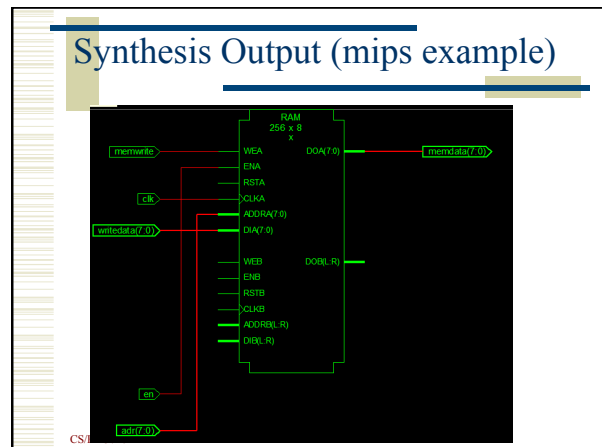 Synthesis Output (mips example)
RAM
256 x 8
x
memwrite
WEA
DOA(7:0)
memdata(7:0)
ENA
RSTA
clk
CLKA
ADDRA(7:0)
writedata(7:0)
DIA(7:0)
WEB
DOB(L:R)
ENB
RSTB
CLKB
ADDRB(L:R)
DIB(L:R)
en
adr(7:0)